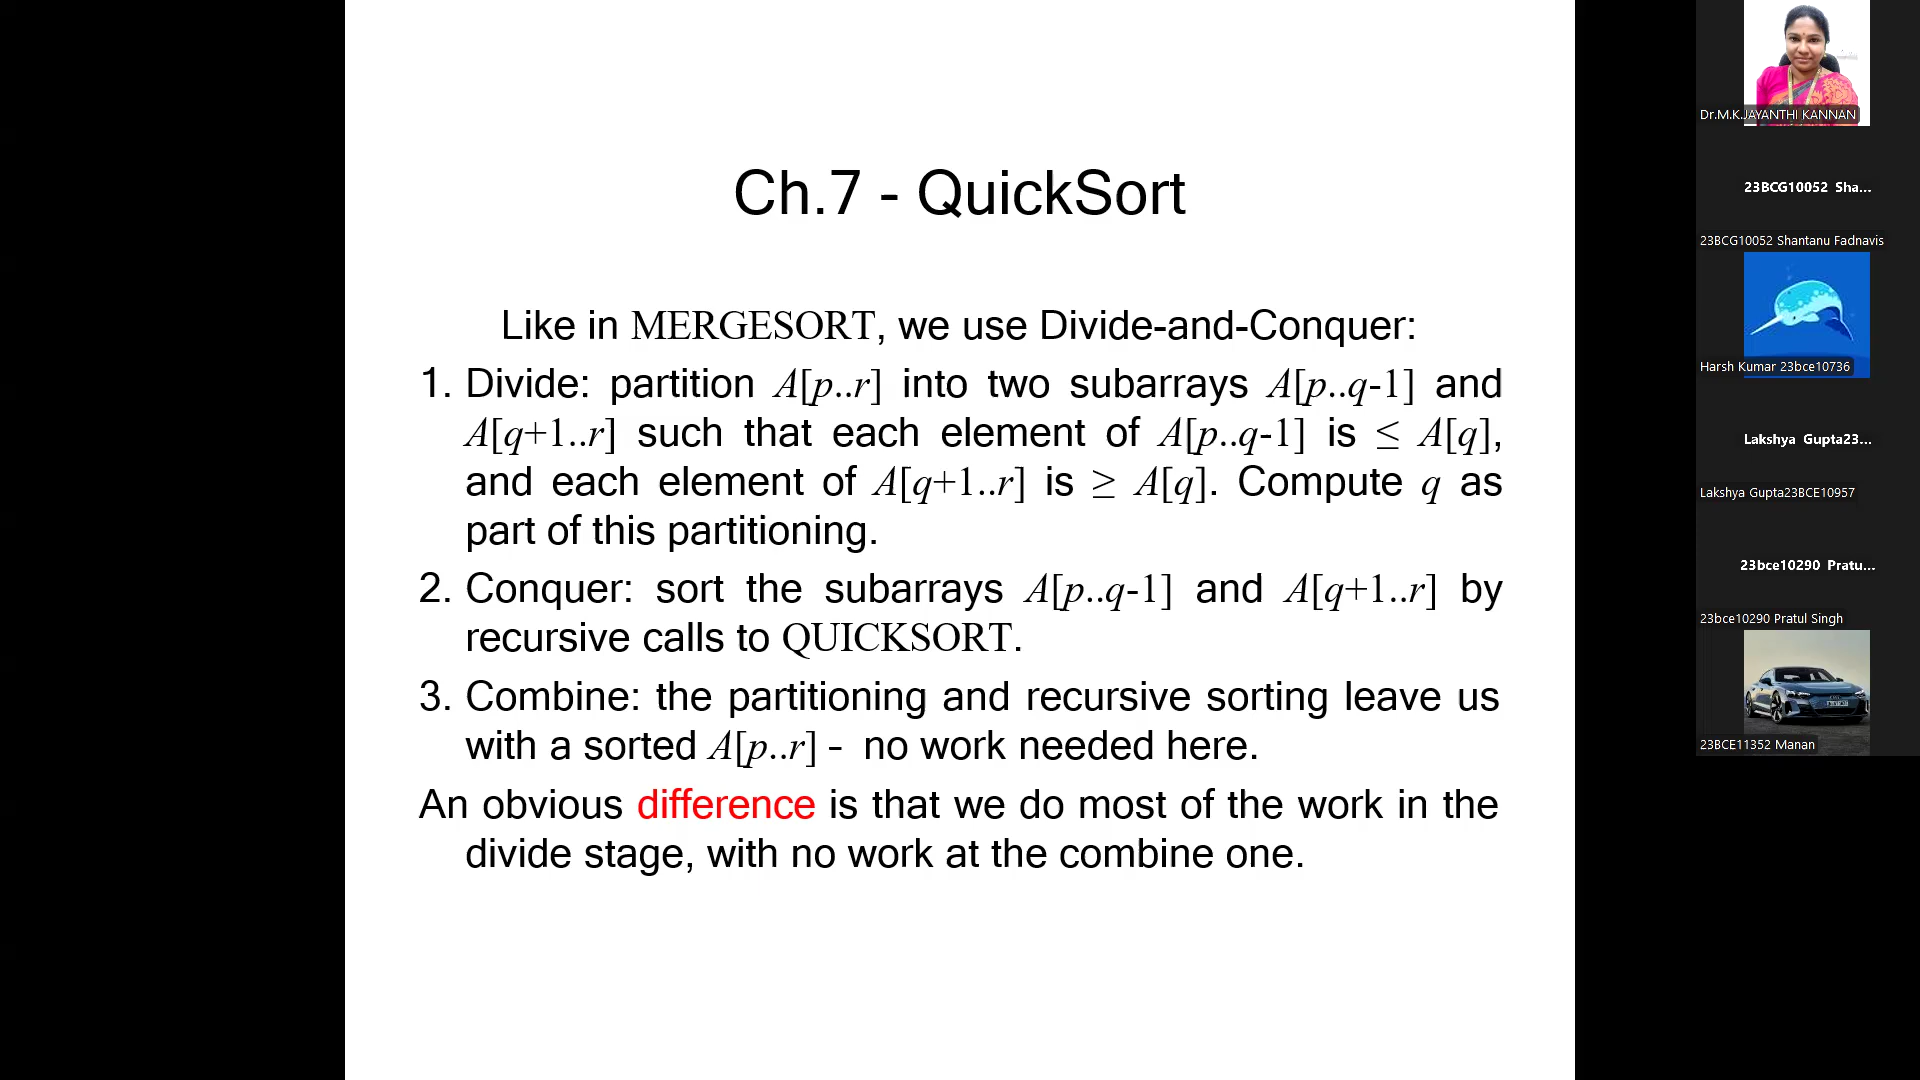 Ch.7 - QuickSort
Like in MERGESORT, we use Divide-and-Conquer:
1. Divide: partition A[p..r] into two subarrays A[p..q-1] and
A[q+1..r] such that each element of A[p..q-1] is ≤ A[q],
and each element of A[q+1..r] is ≥ A[q]. Compute q as
part of this partitioning.
2. Conquer: sort the subarrays A[p..q-1] and A[q+1..r] by
recursive calls to QUICKSORT.
3. Combine: the partitioning and recursive sorting leave us
with a sorted A[p..r] - no work needed here.
An obvious difference is that we do most of the work in the
divide stage, with no work at the combine one.
Dr.M.K.JAYANTHI KANNAN
23BCG10052 Sha...
23BCG10052 Shantanu Fadnavis
Harsh Kumar 23bce10736
Lakshya Gupta23...
Lakshya Gupta23BCE10957
23bce10290 Pratu...
23bce10290 Pratul Singh
23BCE11352 Manan